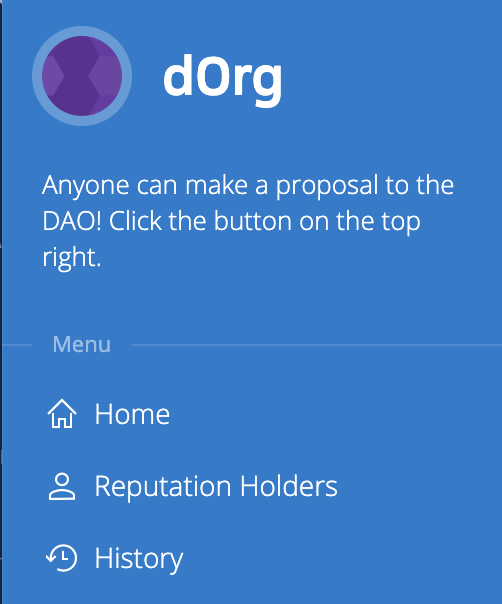 dOrg
Anyone can make a proposal to the
DAO! Click the button on the top
right.
Menu
Home
Reputation Holders
History